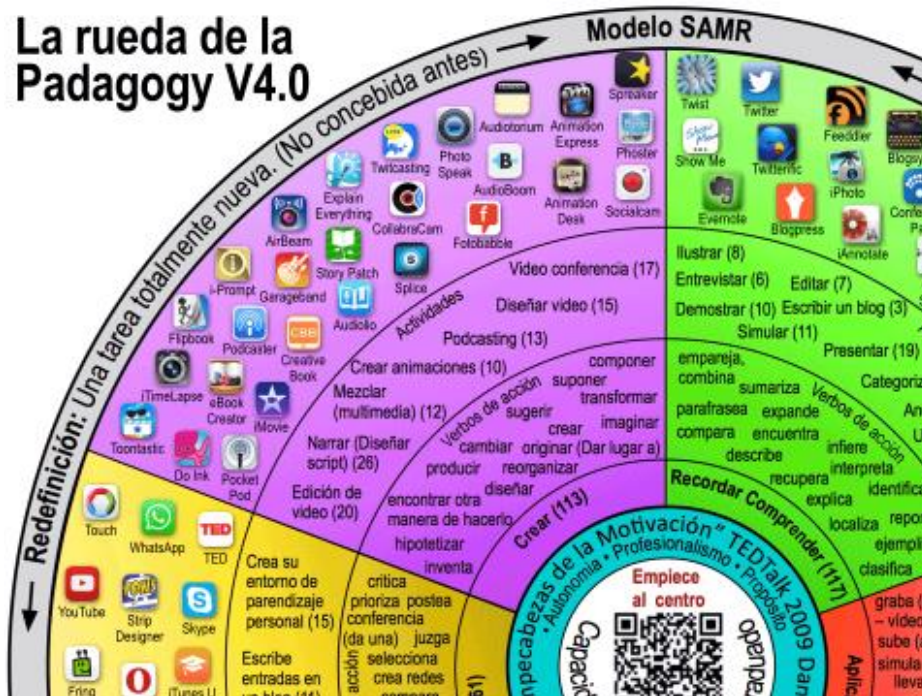 La rueda de la
Padagogy V4.0
Modelo SAMR
Redefinición: Una tarea totalmente nueva. (No concebida antes)
Spreaker
Audiotorium
Animation
Express
Phoster
Twitcasting
Photo
Speak
AudioBoom
Animation
Desk
Socialcam
Explain
Everything
CollabraCam
Fotobabble
AirBeam
Story Patch
Splice
i-Prompt
Garageband
Audiolio
Flipbook
Podcaster
Creative
Book
iTimeLapse
eBook
Creator
iMovie
Toontastic
Do Ink
Pocket
Pod
Actividades
Video conferencia (17)
Diseñar video (15)
Podcasting (13)
Crear animaciones (10)
Mezclar
(multimedia) (12)
Narrar (Diseñar
script) (26)
Edición de
video (20)
Verbos de acción
componer
suponer
transformar
sugerir
crear
imaginar
cambiar
originar (Dar lugar a)
producir
reorganizar
diseñar
encontrar otra
manera de hacerlo
hipotetizar
inventa
Crear (113)
Twist
Twitter
Feeddler
Show Me
Twitterific
iPhoto
Evernote
Blogpress
iAnnotate
Ilustrar (8)
Entrevistar (6)
Editar (7)
Demostrar (10)
Escribir un blog (3)
Simular (11)
Presentar (19)
Verbos de acción
empareja,
combina
sumariza
parafrasea
expande
compara
encuentra
describe
infiere
interpreta
recupera
explica
localiza
clasifica
Recordar Comprender (117)
Touch
WhatsApp
TED
TED
YouTube
Strip
Designer
Skype
Fring
iTunes U
Crea su
entorno de
parendizaje
personal (15)
Escribe
entradas en
critica
prioriza
postea
conferencia
(da una)
juzga
selecciona
crea redes
acción
Motivación" TEDTalk 2009
• Autonomía • Profesionalismo • Propósito
Empiece
al centro